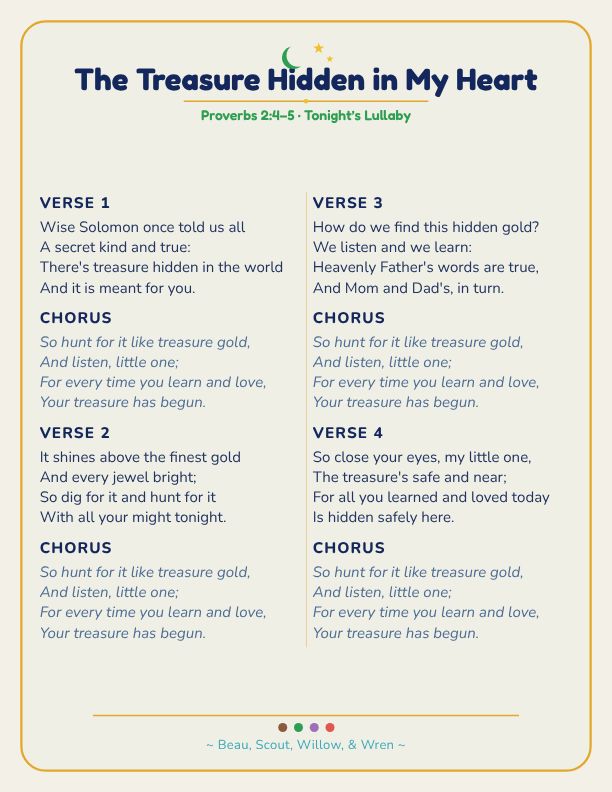 The Treasure Hidden in My Heart
Proverbs 2:4–5 · Tonight's Lullaby
VERSE 1
Wise Solomon once told us all
A secret kind and true:
There's treasure hidden in the world
And it is meant for you.
CHORUS
So hunt for it like treasure gold,
And listen, little one;
For every time you learn and love,
Your treasure has begun.
VERSE 2
It shines above the finest gold
And every jewel bright;
So dig for it and hunt for it
With all your might tonight.
CHORUS
So hunt for it like treasure gold,
And listen, little one;
For every time you learn and love,
Your treasure has begun.
VERSE 3
How do we find this hidden gold?
We listen and we learn:
Heavenly Father's words are true,
And Mom and Dad's, in turn.
CHORUS
So hunt for it like treasure gold,
And listen, little one;
For every time you learn and love,
Your treasure has begun.
VERSE 4
So close your eyes, my little one,
The treasure's safe and near;
For all you learned and loved today
Is hidden safely here.
CHORUS
So hunt for it like treasure gold,
And listen, little one;
For every time you learn and love,
Your treasure has begun.
~ Beau, Scout, Willow, & Wren ~